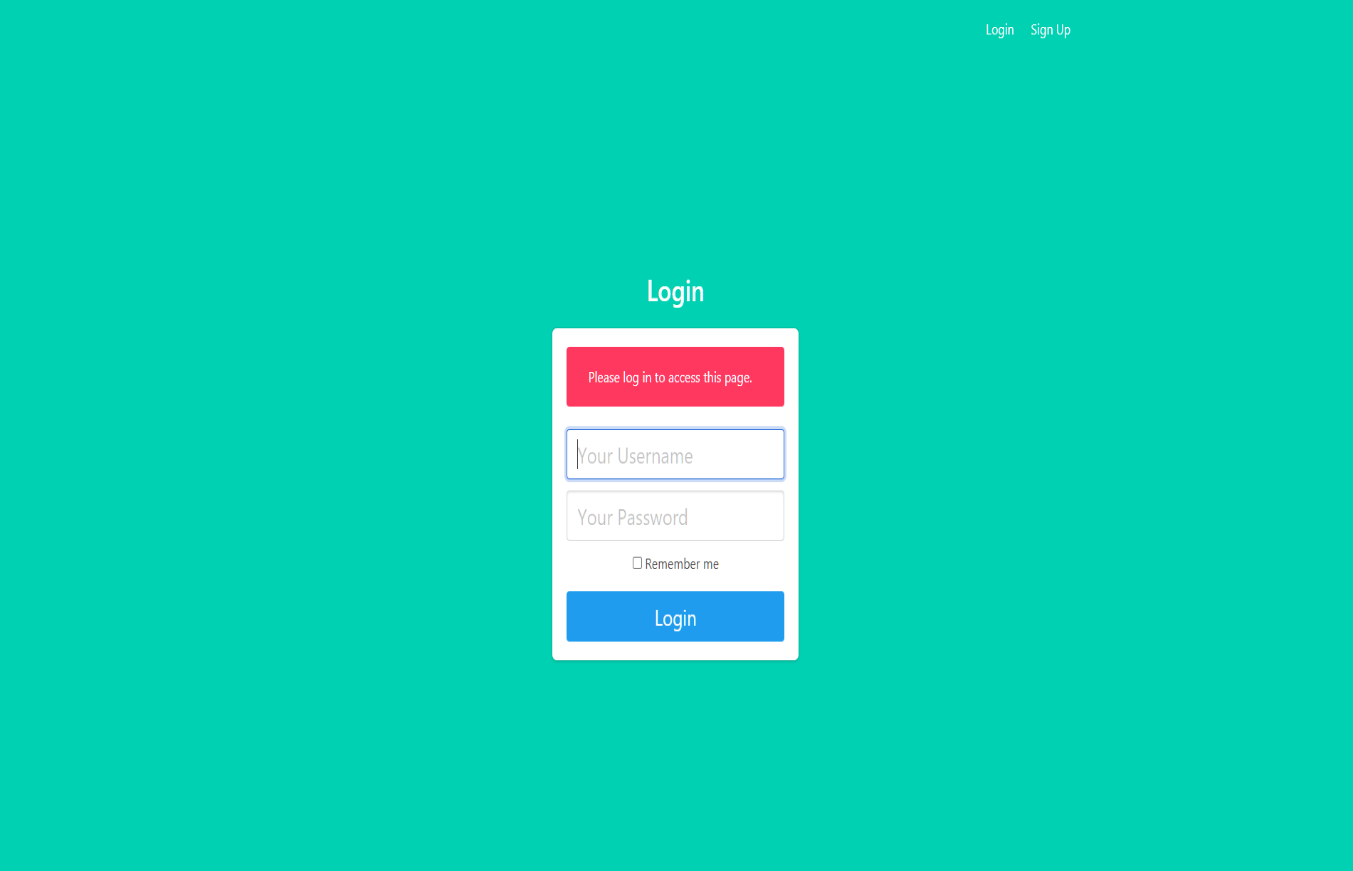 Login Sign Up
Login
Please log in to access this page.
Your Username
Your Password
Remember me
Login